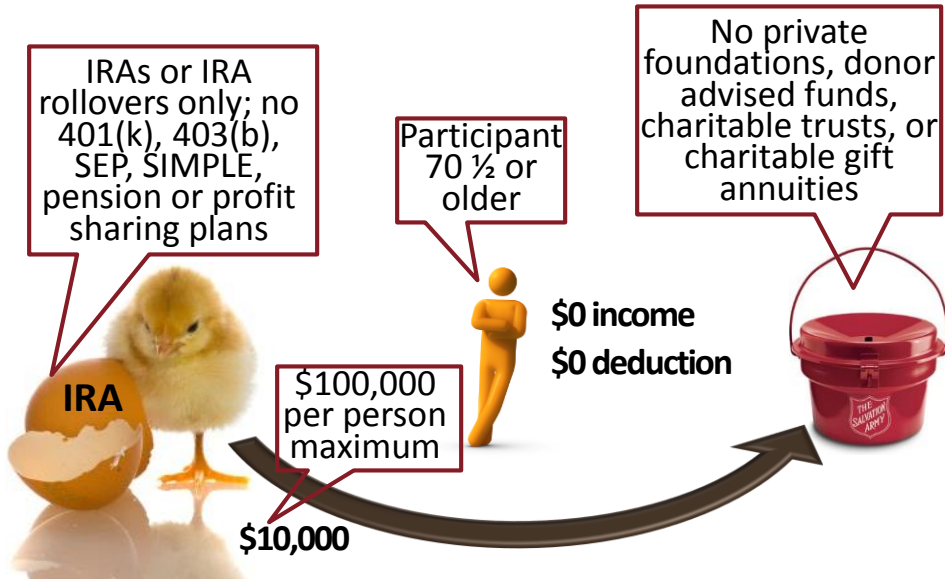 IRAs or IRA
rollovers only; no
401(k), 403(b),
SEP, SIMPLE,
pension or profit
sharing plans
Participant
70 ½ or
older
No private
foundations, donor
advised funds,
charitable trusts, or
charitable gift
annuities
$0 income
$0 deduction
IRA
$100,000
per person
maximum
$10,000
THE
SALVATION
ARMY